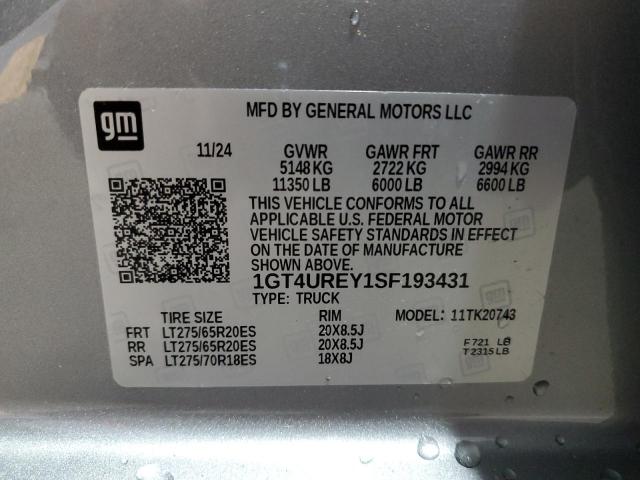 gm
MFD BY GENERAL MOTORS LLC
11/24 GVWR GAWR FRT GAWR RR
5148 KG 2722 KG 2994 KG
11350 LB 6000 LB 6600 LB
THIS VEHICLE CONFORMS TO ALL
APPLICABLE U.S. FEDERAL MOTOR
VEHICLE SAFETY STANDARDS IN EFFECT
ON THE DATE OF MANUFACTURE
SHOWN ABOVE.
1GT4UREY1SF193431
TYPE: TRUCK
TIRE SIZE RIM MODEL: 11TK20743
FRT LT275/65R20ES 20X8.5J
RR LT275/65R20ES 20X8.5J
SPA LT275/70R18ES 18X8J
F 721 LB
T 2315 LB